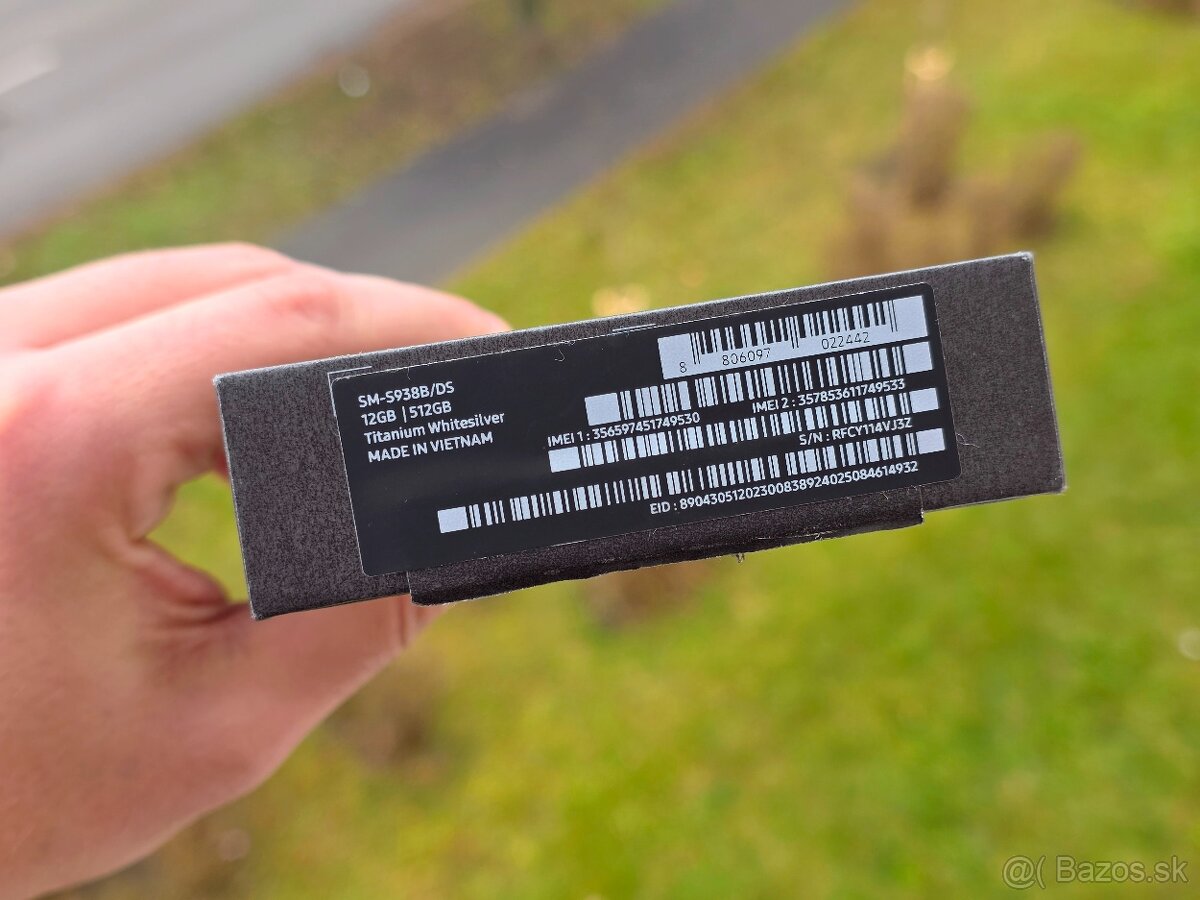 SM-S938B/DS
12GB | 512GB
Titanium Whitesilver
MADE IN VIETNAM
8 806097 022442
IMEI 1 : 356597451749530
IMEI 2 : 357853611749533
S/N : RFCY114VJ3Z
EID : 89043051202300838924025084614932
@( Bazos.sk